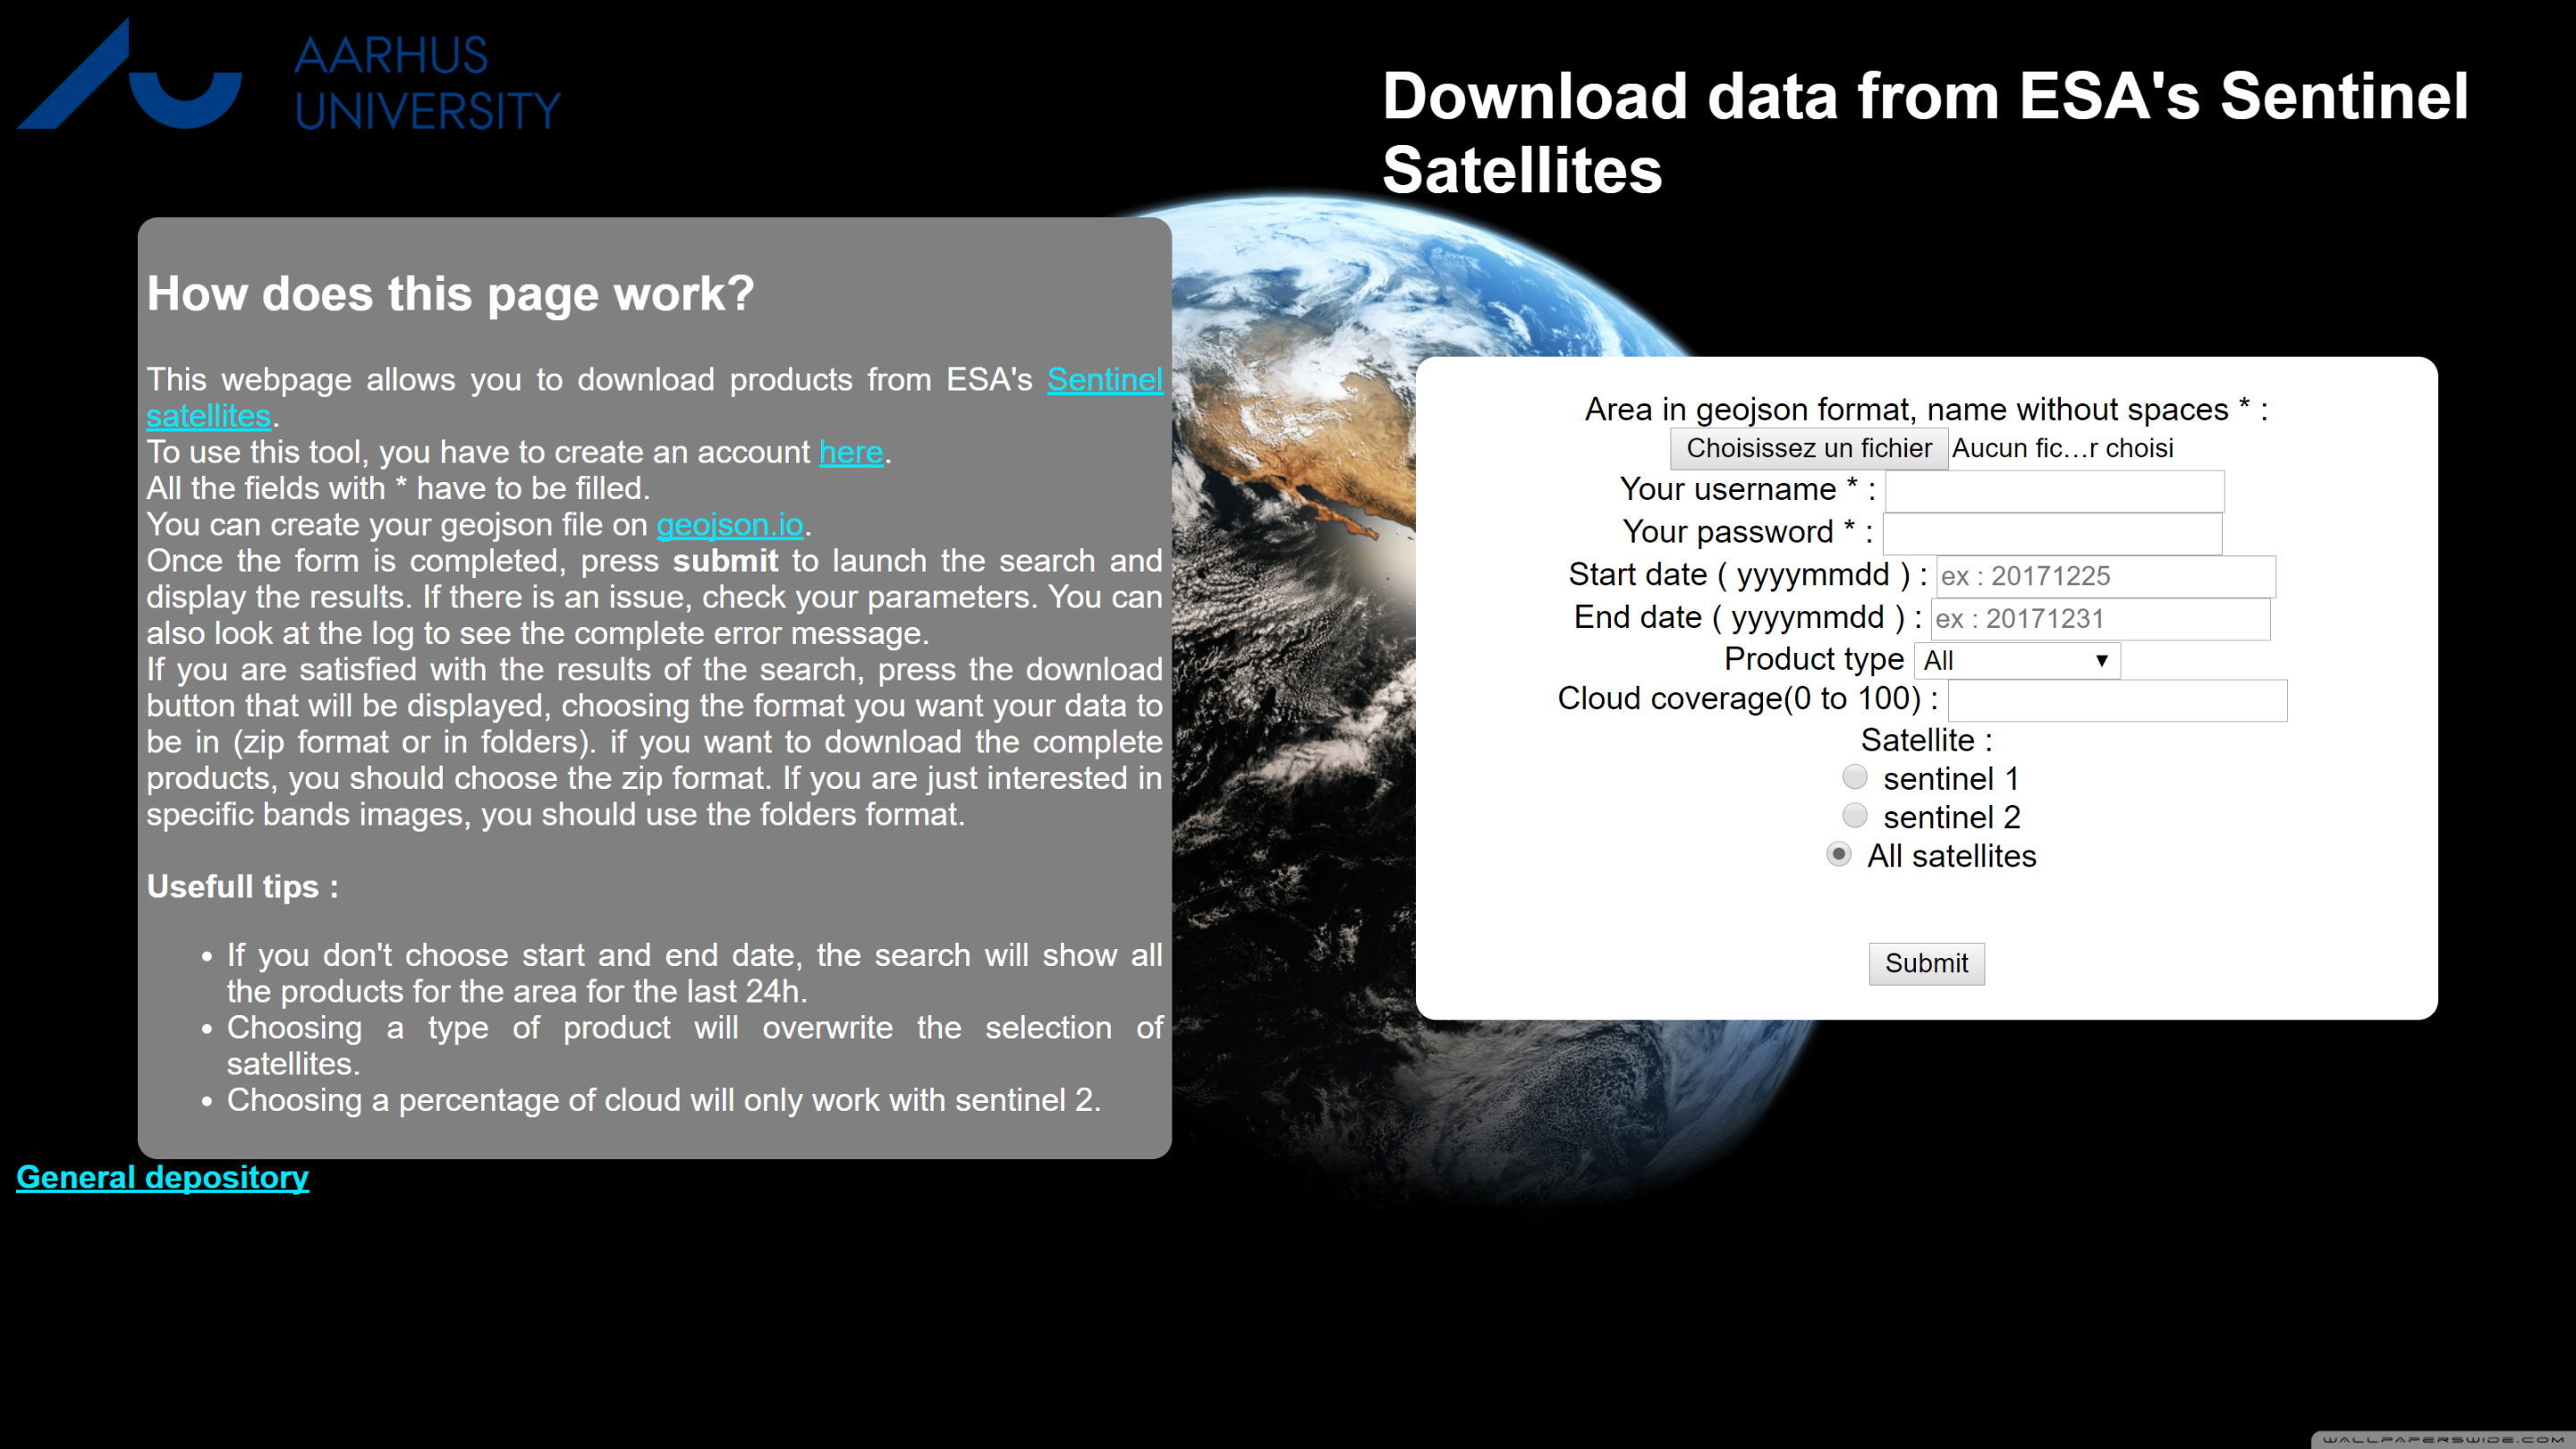 AARHUS
UNIVERSITY
Download data from ESA's Sentinel
Satellites
How does this page work?
This webpage allows you to download products from ESA's Sentinel
satellites.
To use this tool, you have to create an account here.
All the fields with * have to be filled.
You can create your geojson file on geojson.io.
Once the form is completed, press submit to launch the search and
display the results. If there is an issue, check your parameters. You can
also look at the log to see the complete error message.
If you are satisfied with the results of the search, press the download
button that will be displayed, choosing the format you want your data to
be in (zip format or in folders). if you want to download the complete
products, you should choose the zip format. If you are just interested in
specific bands images, you should use the folders format.
Usefull tips :
• If you don't choose start and end date, the search will show all
the products for the area for the last 24h.
• Choosing a type of product will overwrite the selection of
satellites.
• Choosing a percentage of cloud will only work with sentinel 2.
General depository
Area in geojson format, name without spaces * :
Choisissez un fichier Aucun fic…r choisi
Your username * :
Your password * :
Start date ( yyyymmdd ) : ex : 20171225
End date ( yyyymmdd ) : ex : 20171231
Product type All
Cloud coverage(0 to 100) :
Satellite :
sentinel 1
sentinel 2
All satellites
Submit
WALLPAPERSWIDE.COM